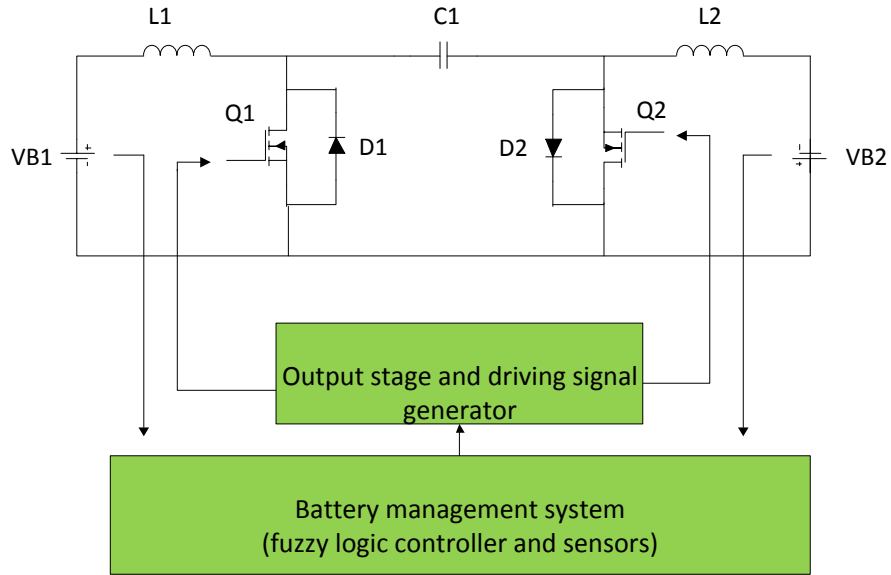 L1
C1
L2
Q1
Q2
D1
D2
VB1
VB2
Output stage and driving signal
generator
Battery management system
(fuzzy logic controller and sensors)